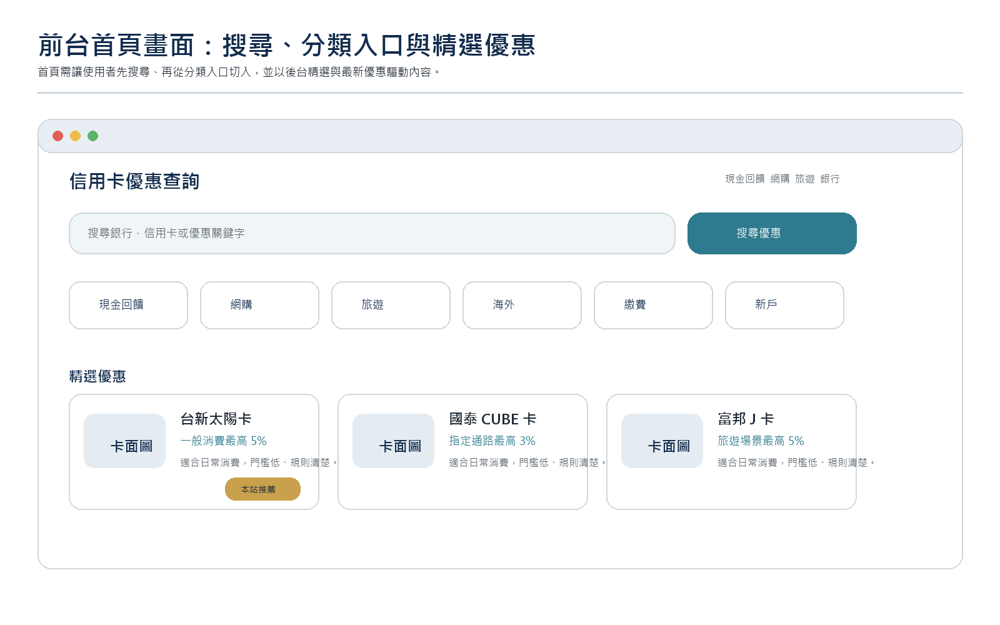 前台首頁畫面：搜尋、分類入口與精選優惠
首頁需讓使用者先搜尋、再從分類入口切入，並以後台精選與最新優惠驅動內容。
信用卡優惠查詢
現金回饋 網購 旅遊 銀行
搜尋銀行、信用卡或優惠關鍵字
搜尋優惠
現金回饋
網購
旅遊
海外
繳費
新戶
精選優惠
卡面圖
台新太陽卡
一般消費最高 5%
適合日常消費，門檻低、規則清楚。
本站推薦
卡面圖
國泰 CUBE 卡
指定通路最高 3%
適合日常消費，門檻低、規則清楚。
卡面圖
富邦 J 卡
旅遊場景最高 5%
適合日常消費，門檻低、規則清楚。